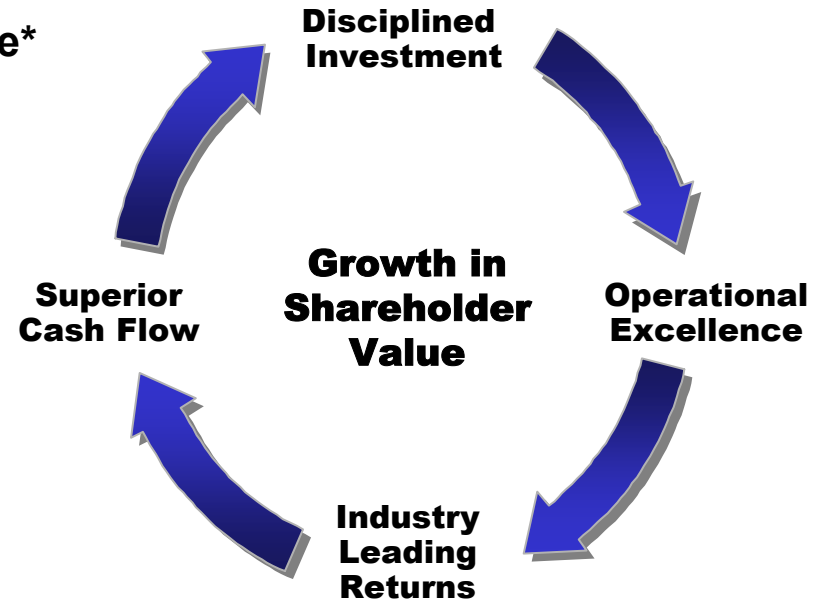 e*
Disciplined
Investment
Growth in
Shareholder
Value
Superior
Cash Flow
Operational
Excellence
Industry
Leading
Returns